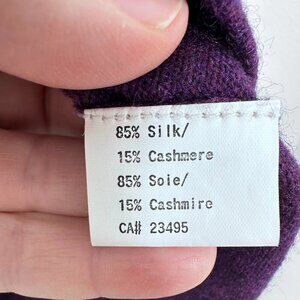 85% Silk/
15% Cashmere
85% Soie/
15% Cashmire
CA# 23495